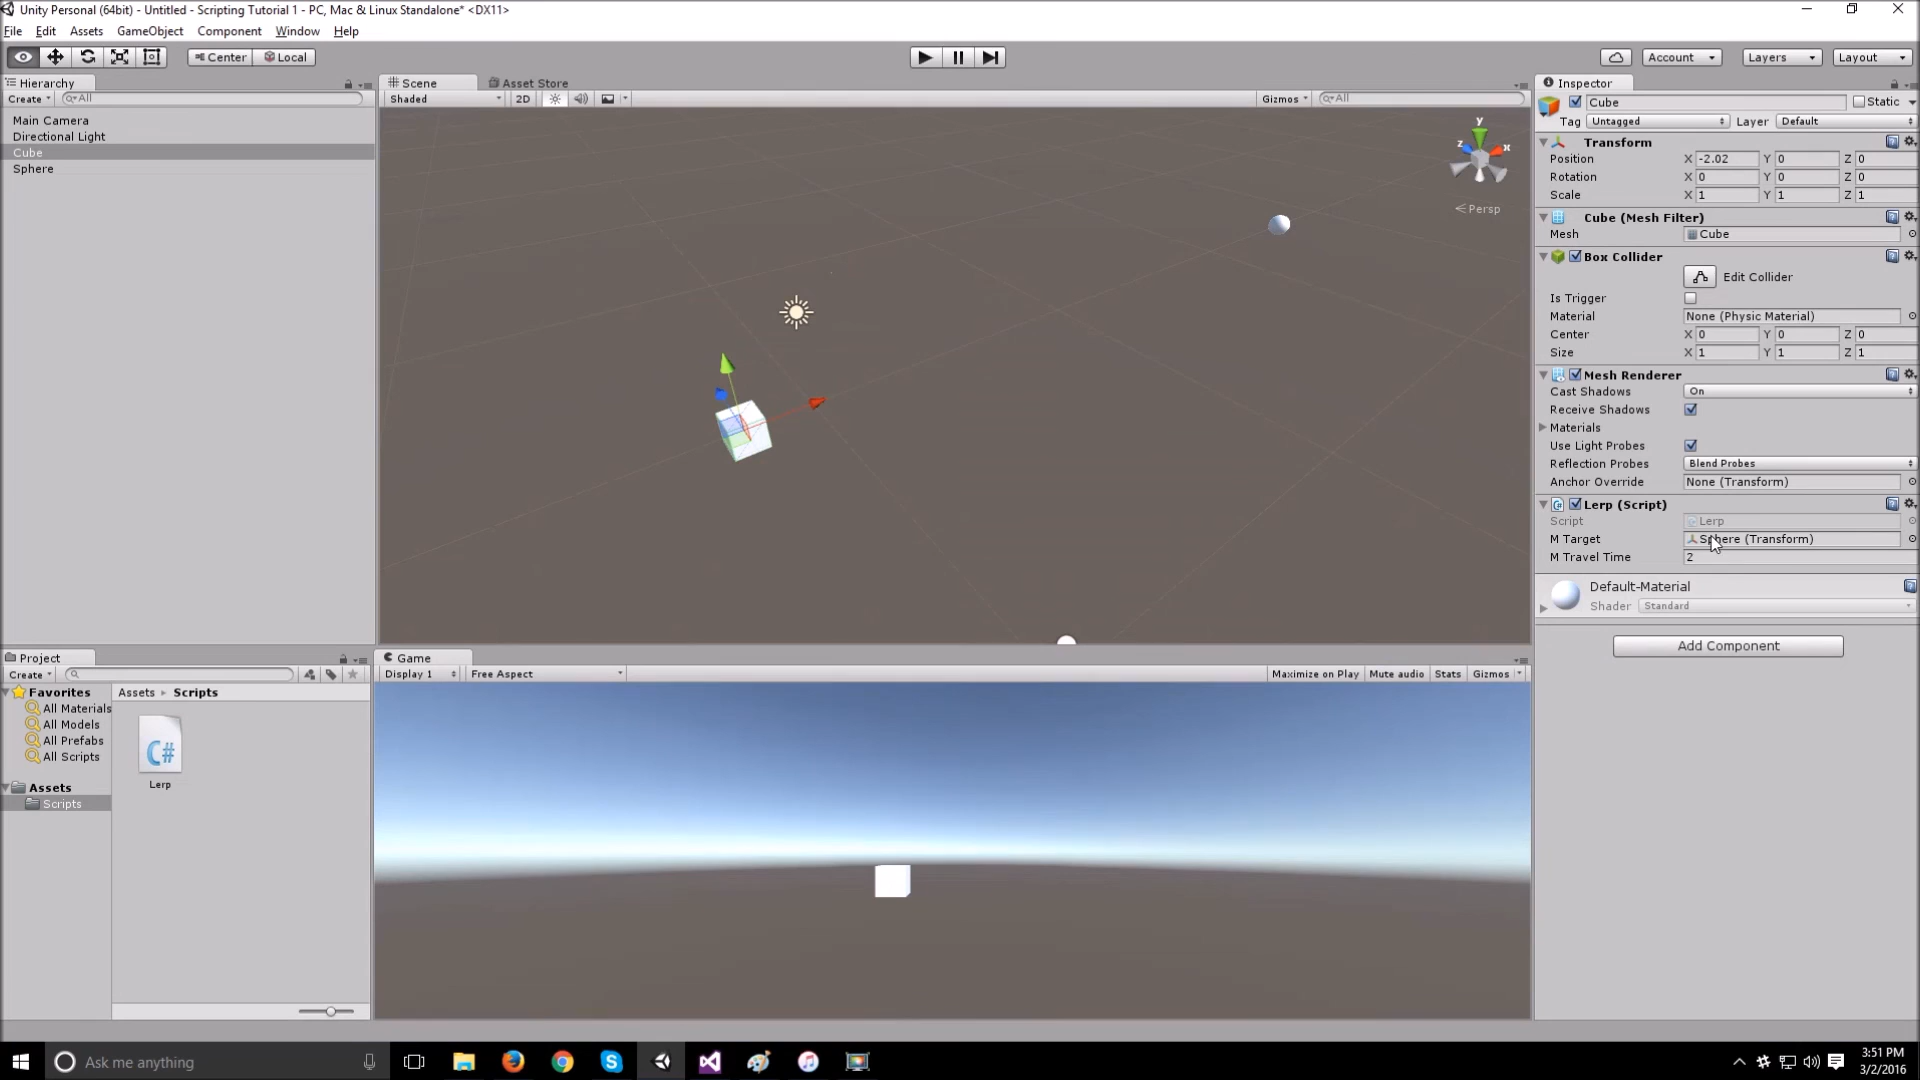 Unity Personal (64bit) - Untitled - Scripting Tutorial 1 - PC, Mac & Linux Standalone* <DX11>
File Edit Assets GameObject Component Window Help
Center Local Account Layers Layout
Hierarchy
Create All
Main Camera
Directional Light
Cube
Sphere
Scene Asset Store
Shaded 2D Gizmos All
y
z x
Persp
Inspector
Cube Static
Tag Untagged Layer Default
Transform
Position X -2.02 Y 0 Z 0
Rotation X 0 Y 0 Z 0
Scale X 1 Y 1 Z 1
Cube (Mesh Filter)
Mesh Cube
Box Collider
Edit Collider
Is Trigger
Material None (Physic Material)
Center X 0 Y 0 Z 0
Size X 1 Y 1 Z 1
Mesh Renderer
Cast Shadows On
Receive Shadows
Materials
Use Light Probes
Reflection Probes Blend Probes
Anchor Override None (Transform)
C# Lerp (Script)
Script Lerp
M Target Sphere (Transform)
M Travel Time 2
Default-Material
Shader Standard
Add Component
Project
Create
Favorites
All Materials
All Models
All Prefabs
All Scripts
Assets
Scripts
Assets Scripts
C#
Lerp
Game
Display 1 Free Aspect Maximize on Play Mute audio Stats Gizmos
Ask me anything
3:51 PM
3/2/2016